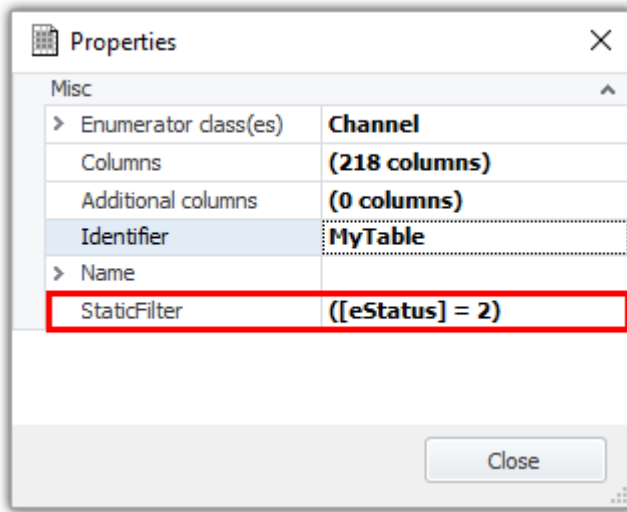 Properties
Misc
Enumerator class(es) Channel
Columns (218 columns)
Additional columns (0 columns)
Identifier MyTable
Name
StaticFilter ([eStatus] = 2)
Close